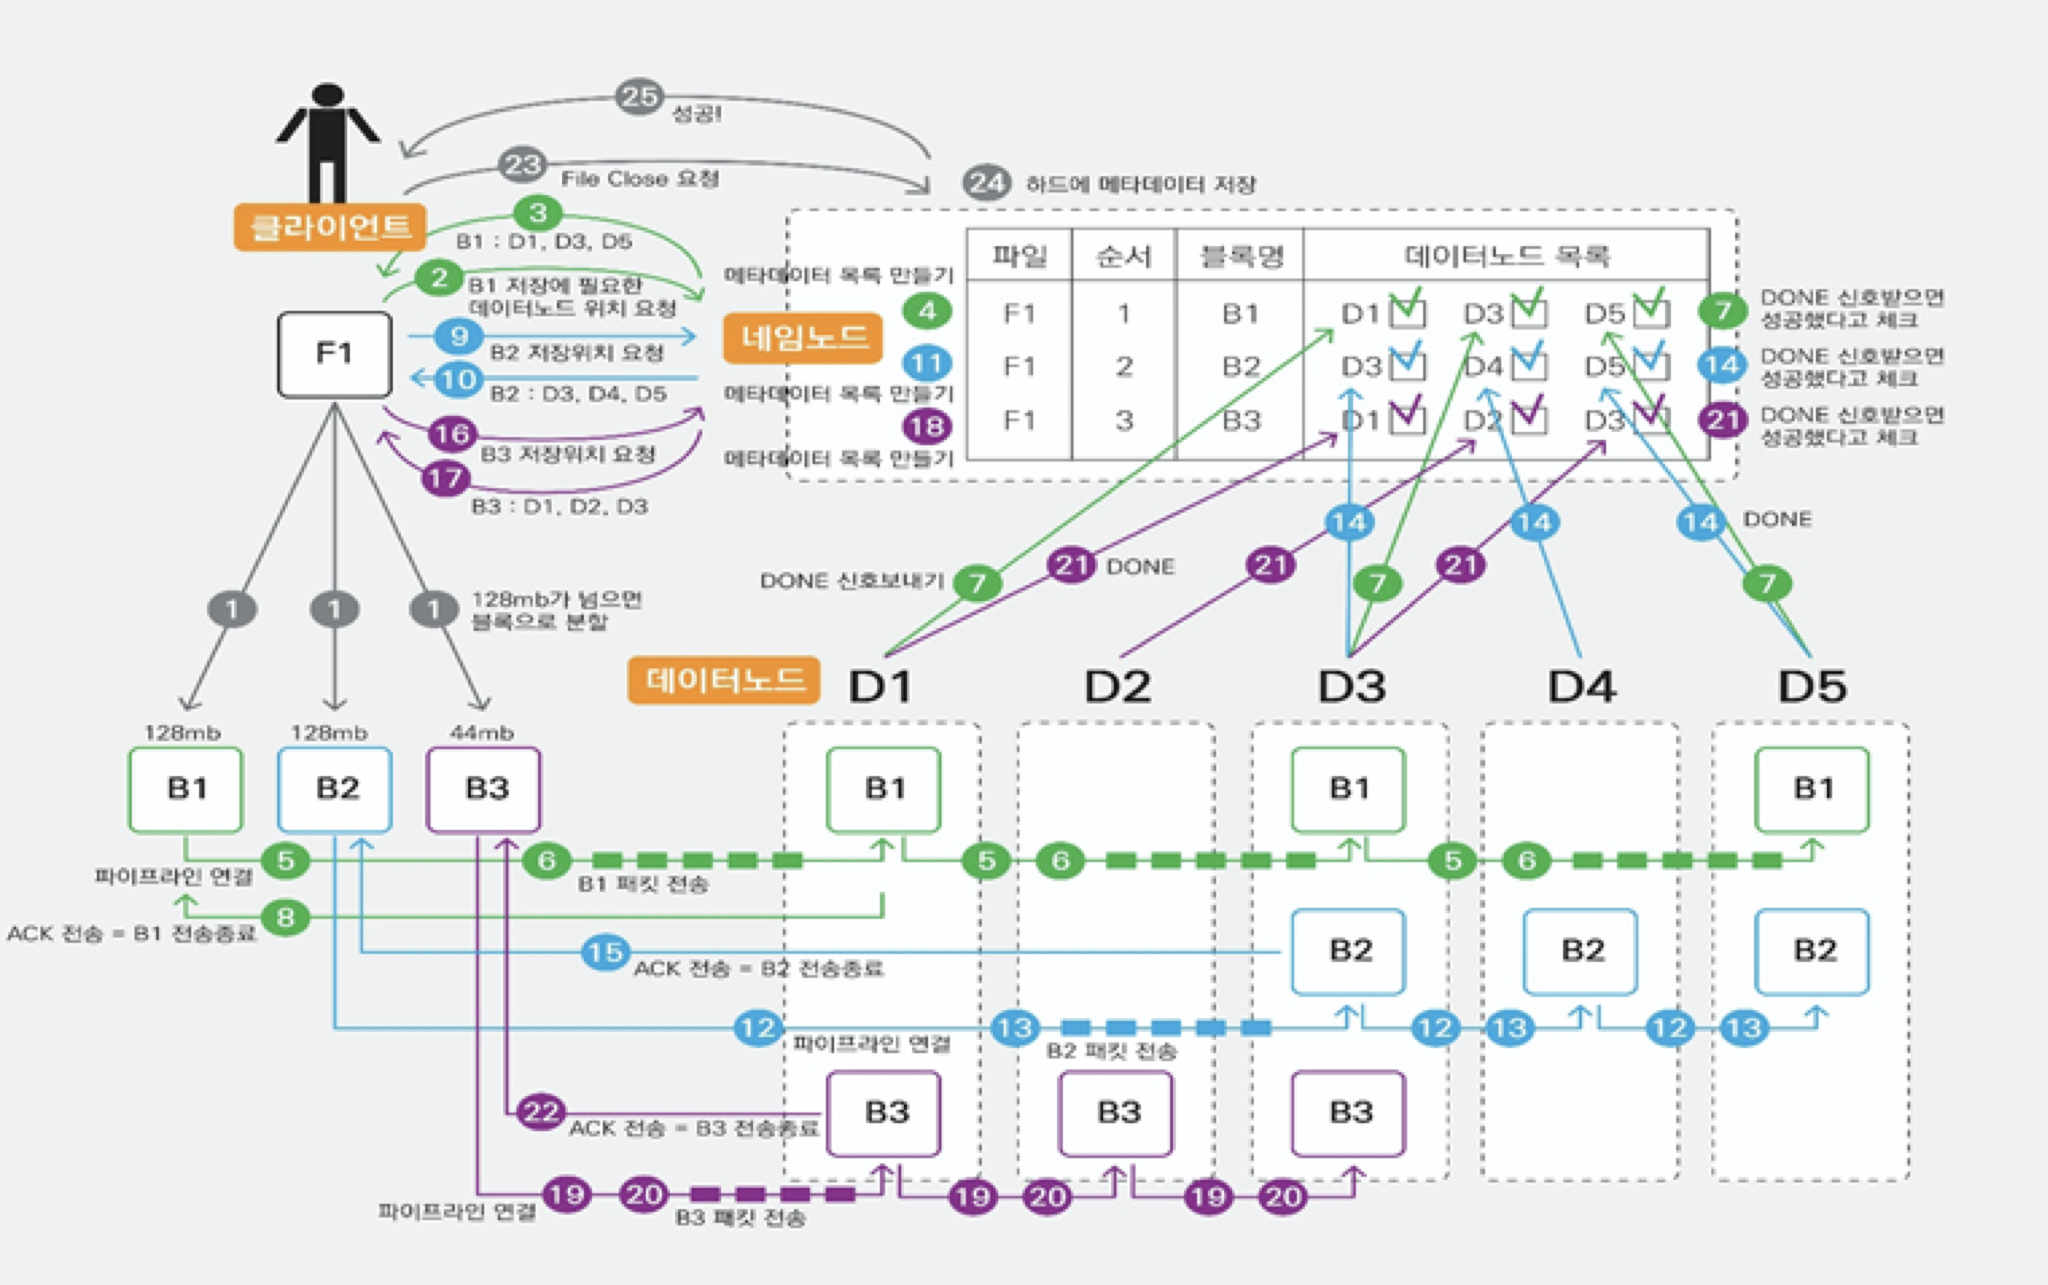 25
성공!
23
File Close 요청
24 하드에 메타데이터 저장
클라이언트
3
B1 : D1, D3, D5
2
B1 저장에 필요한
데이터노드 위치 요청
9
B2 저장위치 요청
10
B2 : D3, D4, D5
16
B3 저장위치 요청
17
B3 : D1, D2, D3
F1
메타데이터 목록 만들기
4
네임노드
11
메타데이터 목록 만들기
18
메타데이터 목록 만들기
파일 순서 블록명 데이터노드 목록
F1 1 B1 D1 D3 D5
F1 2 B2 D3 D4 D5
F1 3 B3 D1 D2 D3
7 DONE 신호받으면
성공했다고 체크
14 DONE 신호받으면
성공했다고 체크
21 DONE 신호받으면
성공했다고 체크
14 14 14 DONE
DONE 신호보내기 7 21 DONE 21 7 21 7
1 1 1 128mb가 넘으면
블록으로 분할
데이터노드 D1 D2 D3 D4 D5
128mb 128mb 44mb
B1 B2 B3 B1 B1 B1
5 6 5 6 5 6
파이프라인 연결 B1 패킷 전송
8
ACK 전송 = B1 전송종료
B2 B2 B2
15
ACK 전송 = B2 전송종료
12 13 12 13 12 13
파이프라인 연결 B2 패킷 전송
B3 B3 B3
22
ACK 전송 = B3 전송종료
19 20 19 20 19 20
파이프라인 연결 B3 패킷 전송